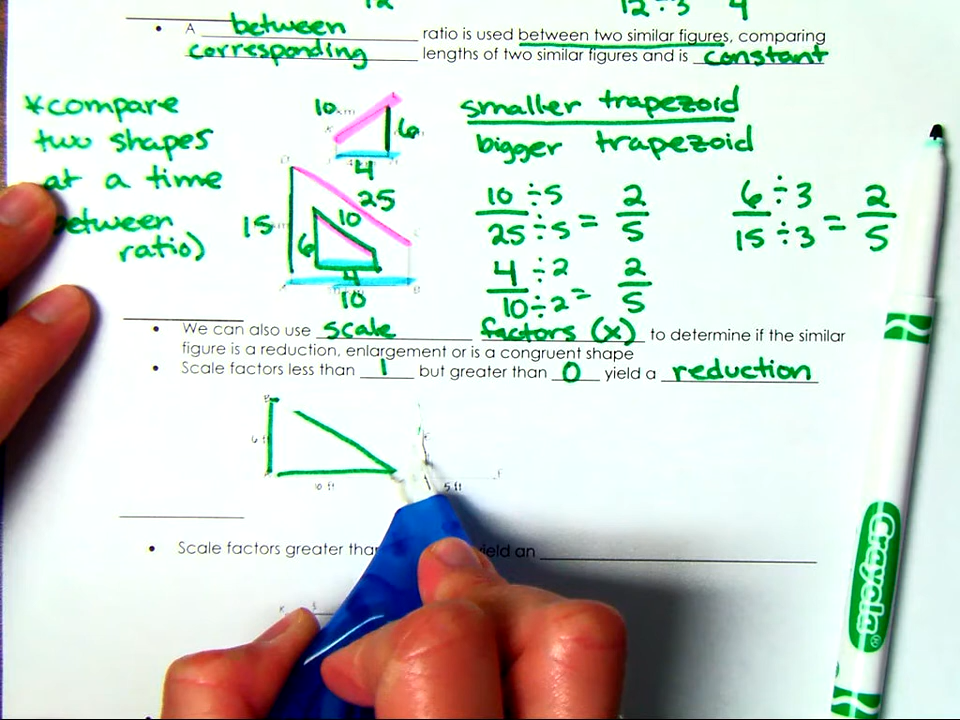 12
12 ÷ 3 4
• A between ratio is used between two similar figures, comparing
corresponding lengths of two similar figures and is constant
*compare
two shapes
at a time
between
ratio)
10
6
4
25
15
10
6
4
10
smaller trapezoid
bigger trapezoid
10 ÷5 2
25 ÷5 = 5
6 ÷3 2
15 ÷3 = 5
4 ÷2 2
10 ÷2 = 5
• We can also use scale factors (x) to determine if the similar
figure is a reduction, enlargement or is a congruent shape
• Scale factors less than 1 but greater than 0 yield a reduction
10 ft
5 ft
• Scale factors greater yield an
Crayola